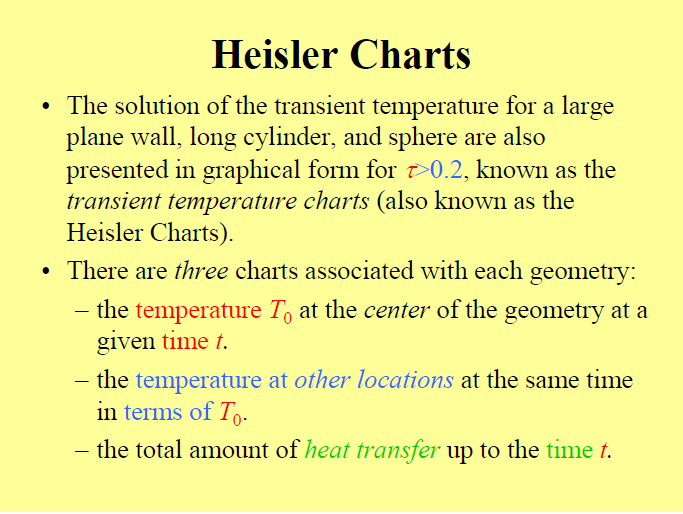 Heisler Charts
• The solution of the transient temperature for a large
plane wall, long cylinder, and sphere are also
presented in graphical form for τ>0.2, known as the
transient temperature charts (also known as the
Heisler Charts).
• There are three charts associated with each geometry:
– the temperature T₀ at the center of the geometry at a
given time t.
– the temperature at other locations at the same time
in terms of T₀.
– the total amount of heat transfer up to the time t.